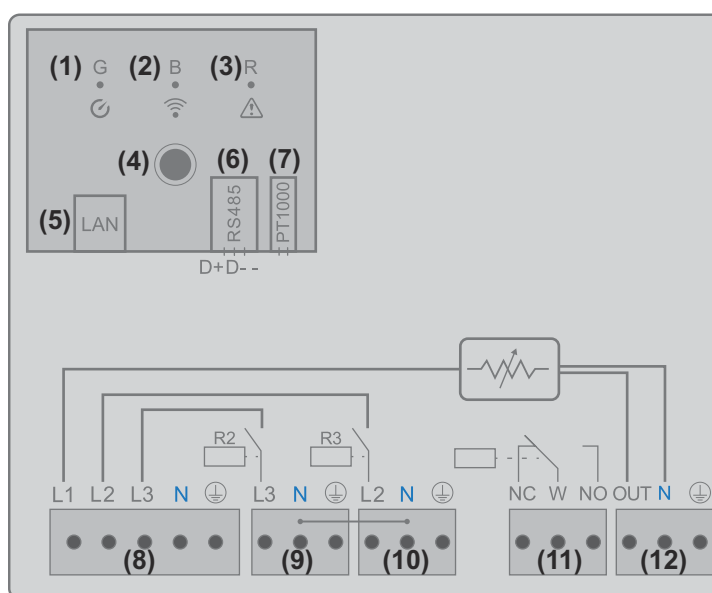 (1) G (2) B (3) R
(4) (6) (7)
(5) LAN RS485 PT1000
D+D- -
R2 R3
L1 L2 L3 N L3 N L2 N NC W NO OUT N
(8) (9) (10) (11) (12)